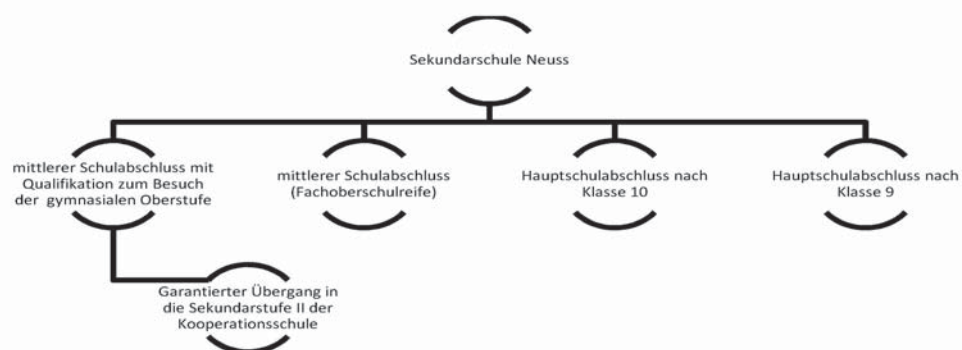 Sekundarschule Neuss
mittlerer Schulabschluss mit
Qualifikation zum Besuch
der gymnasialen Oberstufe
mittlerer Schulabschluss
(Fachoberschulreife)
Hauptschulabschluss nach
Klasse 10
Hauptschulabschluss nach
Klasse 9
Garantierter Übergang in
die Sekundarstufe II der
Kooperationsschule